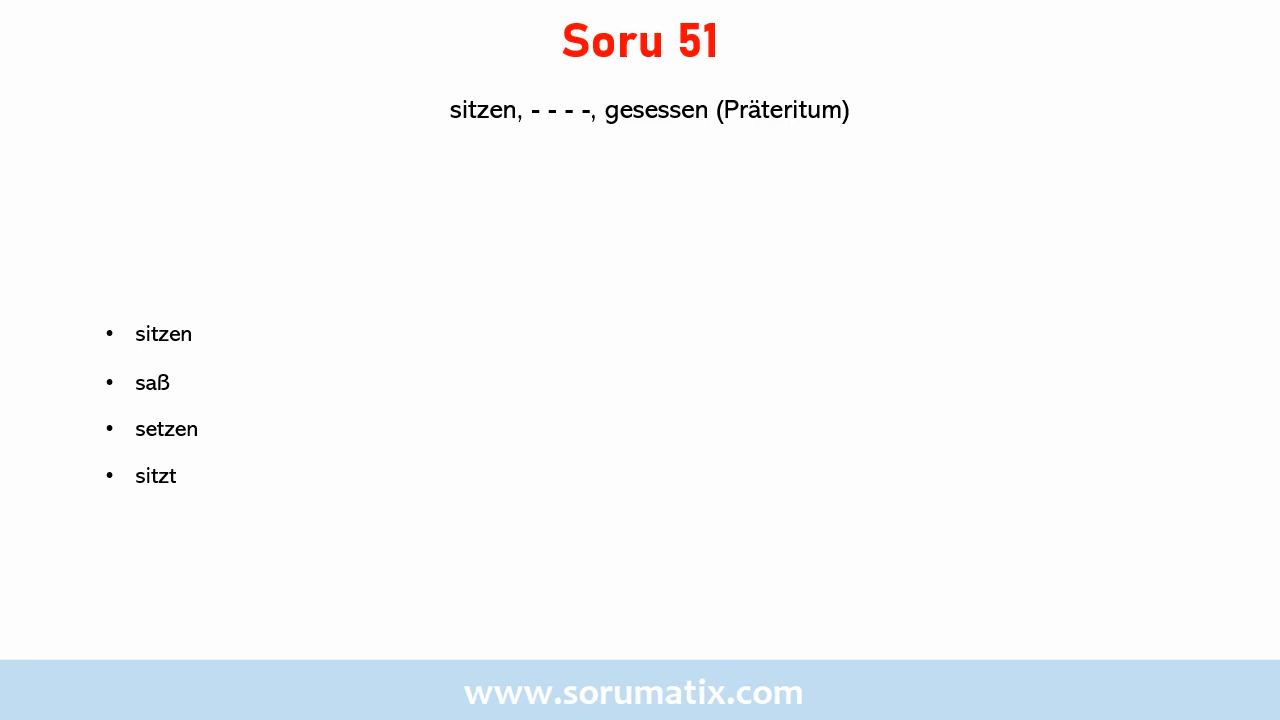 Soru 51
sitzen, - - - -, gesessen (Präteritum)
• sitzen
• saß
• setzen
• sitzt
www.sorumatix.com